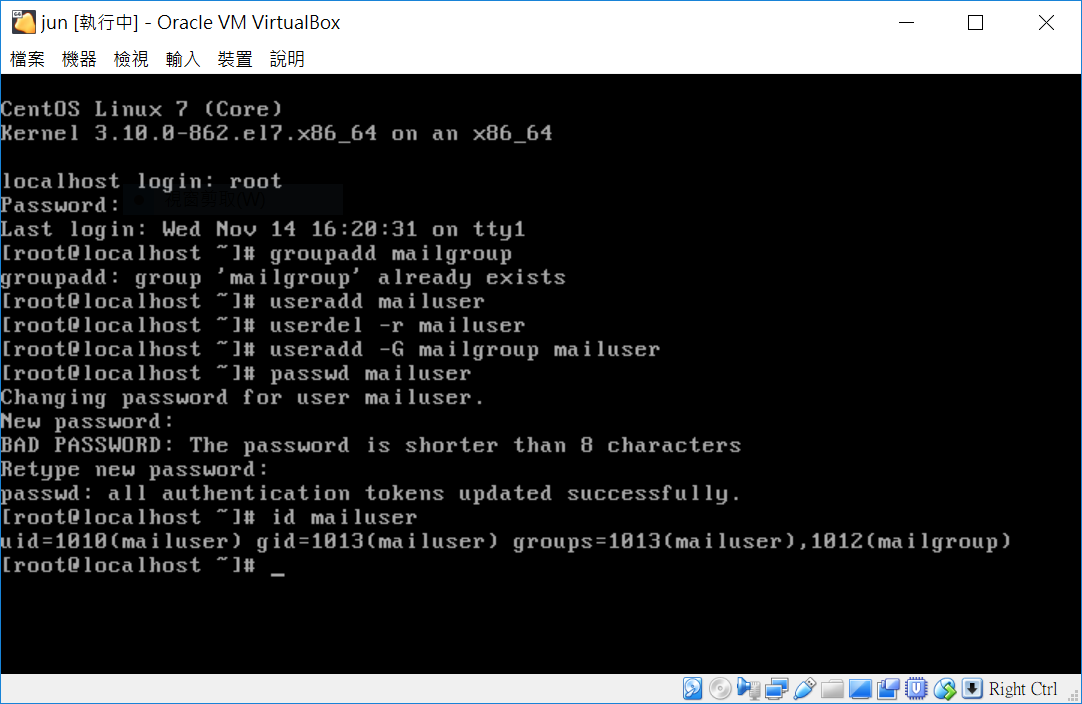 jun [執行中] - Oracle VM VirtualBox
檔案 機器 檢視 輸入 裝置 說明
CentOS Linux 7 (Core)
Kernel 3.10.0-862.el7.x86_64 on an x86_64
localhost login: root
Password:
Last login: Wed Nov 14 16:20:31 on tty1
[root@localhost ~]# groupadd mailgroup
groupadd: group 'mailgroup' already exists
[root@localhost ~]# useradd mailuser
[root@localhost ~]# userdel -r mailuser
[root@localhost ~]# useradd -G mailgroup mailuser
[root@localhost ~]# passwd mailuser
Changing password for user mailuser.
New password:
BAD PASSWORD: The password is shorter than 8 characters
Retype new password:
passwd: all authentication tokens updated successfully.
[root@localhost ~]# id mailuser
uid=1010(mailuser) gid=1013(mailuser) groups=1013(mailuser),1012(mailgroup)
[root@localhost ~]# _
Right Ctrl